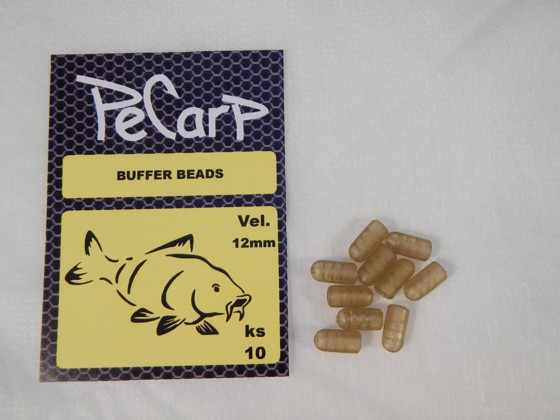 PeCarP
BUFFER BEADS
Vel.
12mm
ks
10